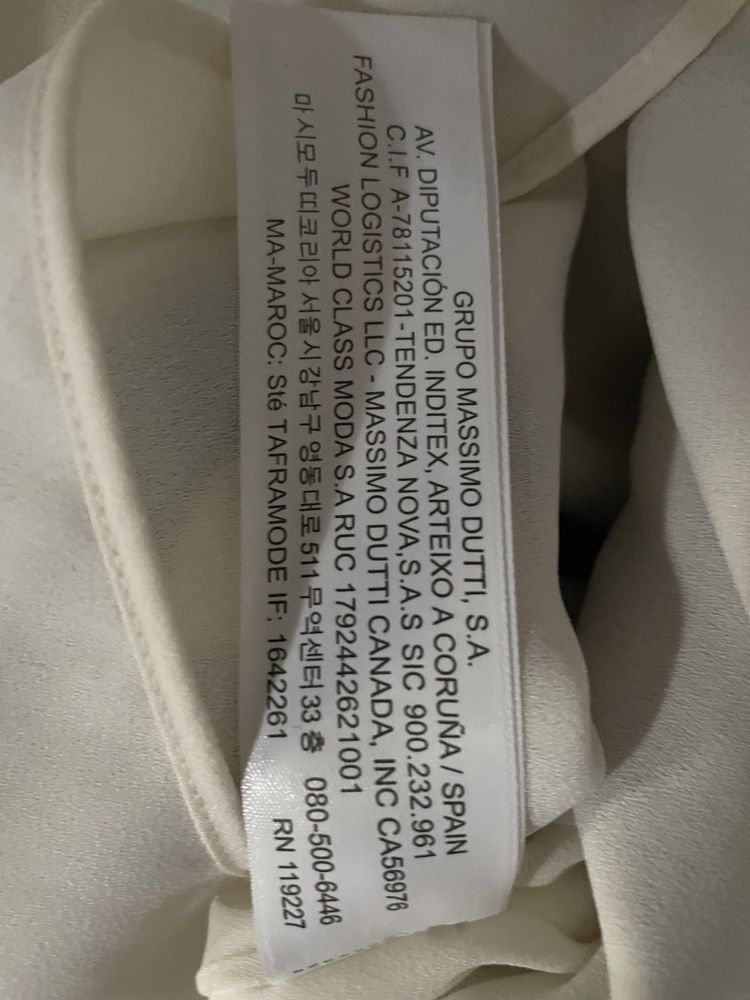 GRUPO MASSIMO DUTTI, S.A.
AV. DIPUTACIÓN ED. INDITEX, ARTEIXO A CORUÑA / SPAIN
C.I.F A-78115201-TENDENZA NOVA,S.A.S SIC 900.232.961
FASHION LOGISTICS LLC - MASSIMO DUTTI CANADA, INC CA56976
WORLD CLASS MODA S.A RUC 1792442621001
마시모두띠코리아 서울시 강남구 영동대로 511 무역센터 33 층 080-500-6446
MA-MAROC: Sté TAFRAMODE IF: 1642261 RN 119227